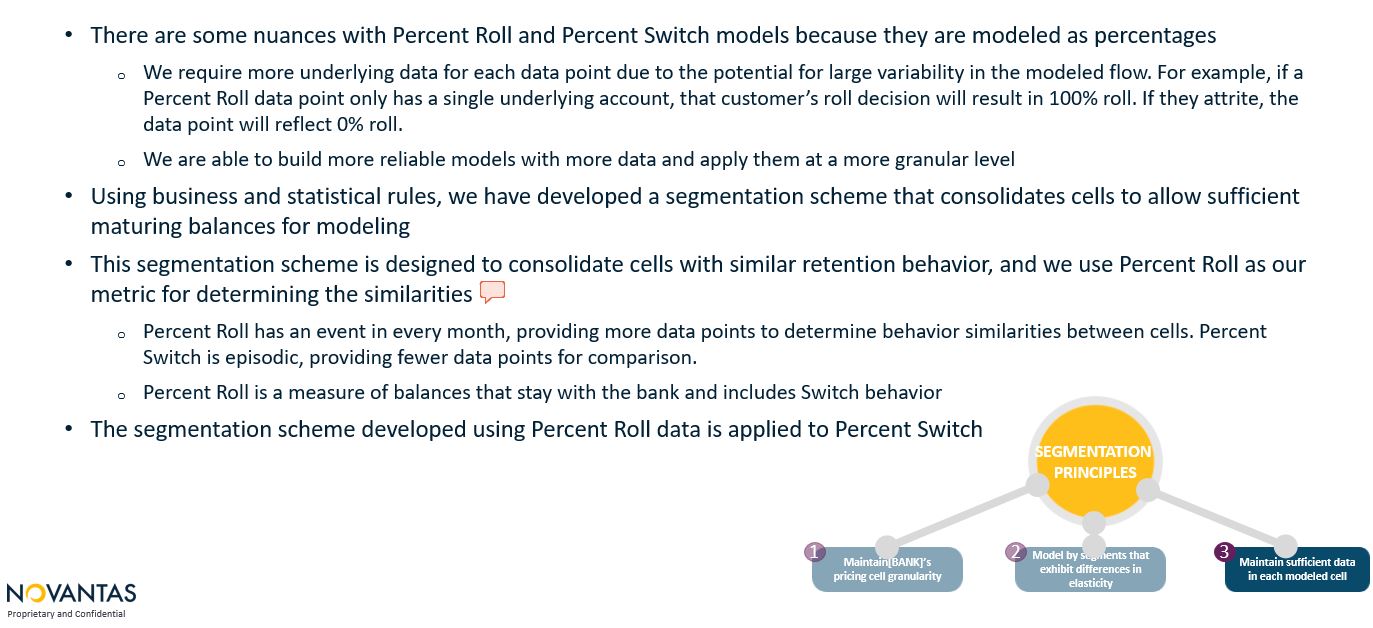 • There are some nuances with Percent Roll and Percent Switch models because they are modeled as percentages
o We require more underlying data for each data point due to the potential for large variability in the modeled flow. For example, if a
Percent Roll data point only has a single underlying account, that customer’s roll decision will result in 100% roll. If they attrite, the
data point will reflect 0% roll.
o We are able to build more reliable models with more data and apply them at a more granular level
• Using business and statistical rules, we have developed a segmentation scheme that consolidates cells to allow sufficient
maturing balances for modeling
• This segmentation scheme is designed to consolidate cells with similar retention behavior, and we use Percent Roll as our
metric for determining the similarities
o Percent Roll has an event in every month, providing more data points to determine behavior similarities between cells. Percent
Switch is episodic, providing fewer data points for comparison.
o Percent Roll is a measure of balances that stay with the bank and includes Switch behavior
• The segmentation scheme developed using Percent Roll data is applied to Percent Switch
SEGMENTATION
PRINCIPLES
1
Maintain[BANK]’s
pricing cell granularity
2
Model by segments that
exhibit differences in
elasticity
3
Maintain sufficient data
in each modeled cell
NOVANTAS
Proprietary and Confidential